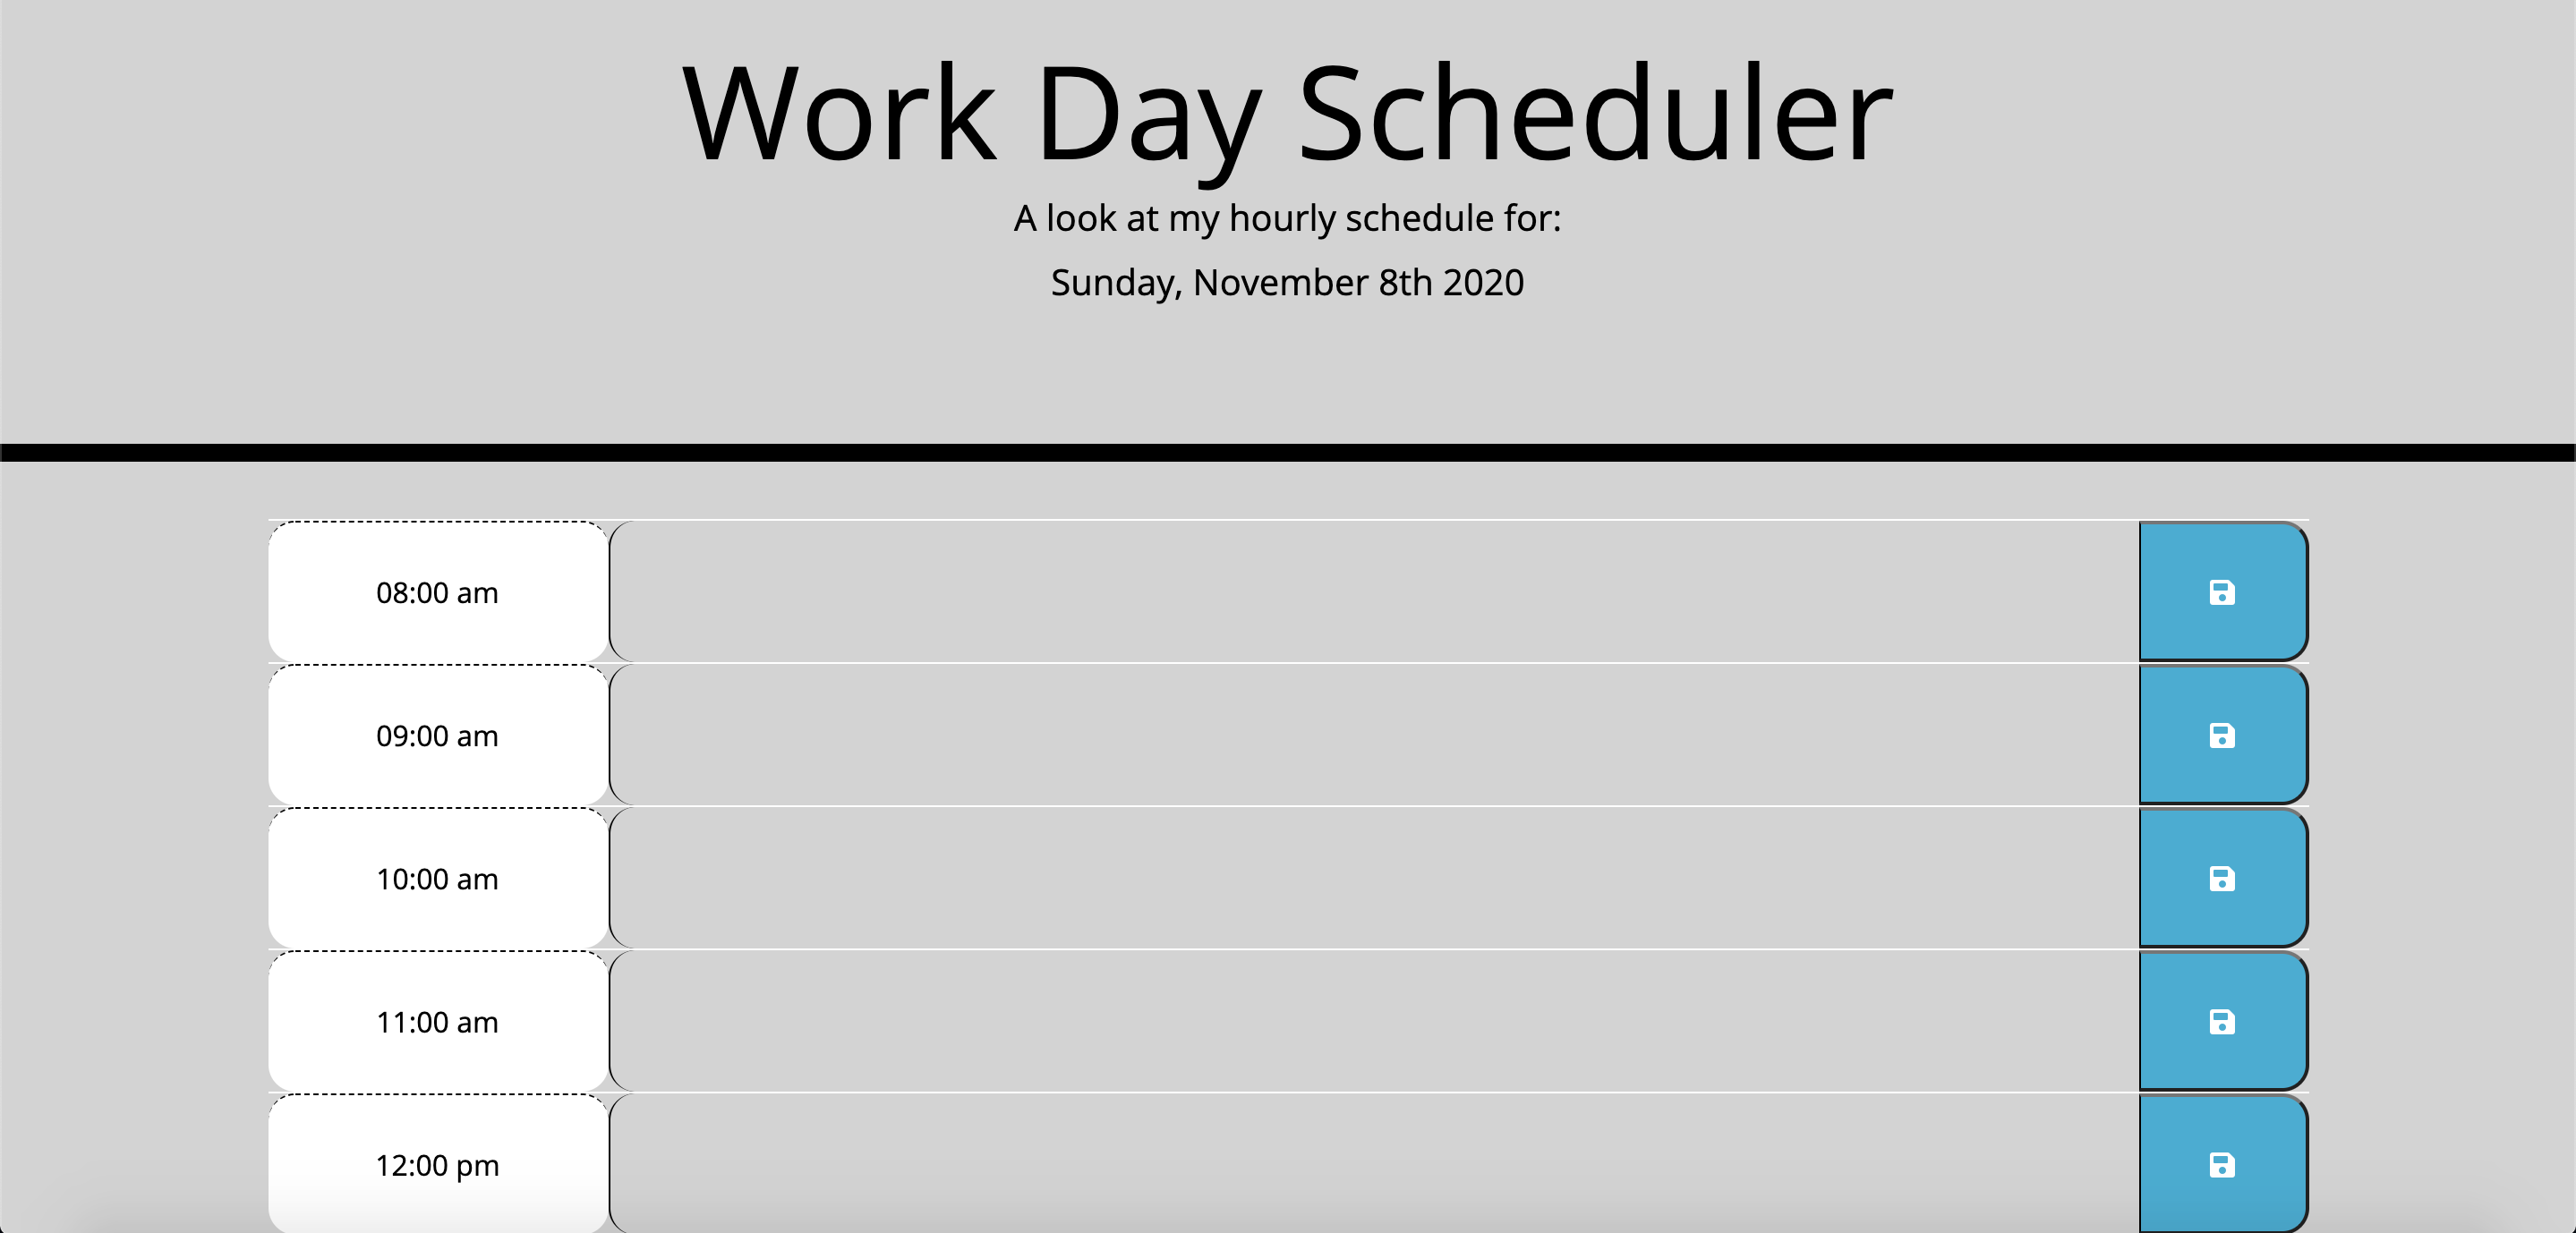 Work Day Scheduler
A look at my hourly schedule for:
Sunday, November 8th 2020
08:00 am
09:00 am
10:00 am
11:00 am
12:00 pm